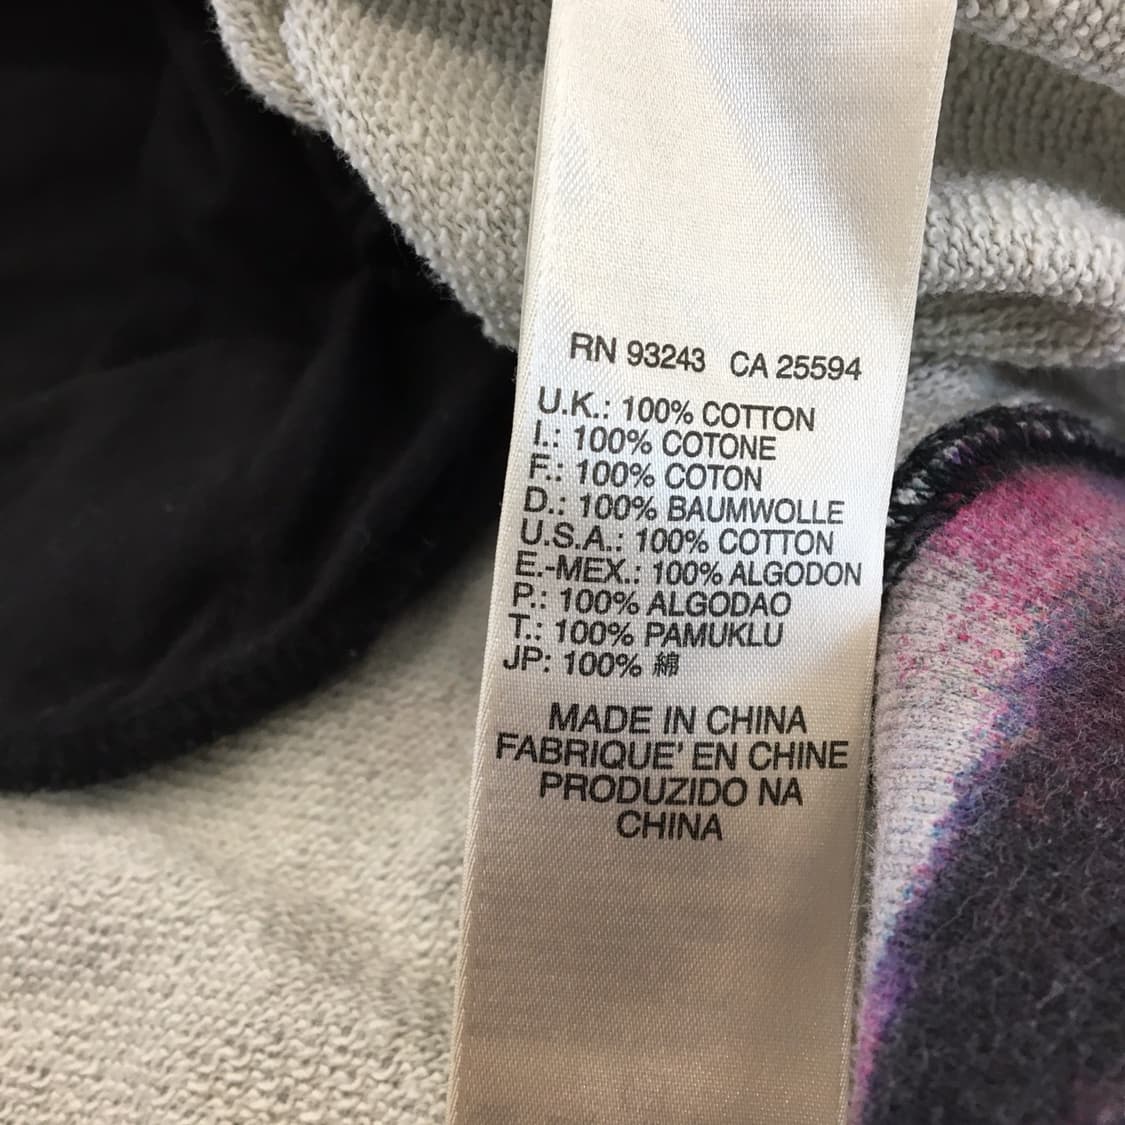 RN 93243 CA 25594
U.K.: 100% COTTON
I.: 100% COTONE
F.: 100% COTON
D.: 100% BAUMWOLLE
U.S.A.: 100% COTTON
E.-MEX.: 100% ALGODON
P.: 100% ALGODAO
T.: 100% PAMUKLU
JP: 100% 綿
MADE IN CHINA
FABRIQUE' EN CHINE
PRODUZIDO NA
CHINA